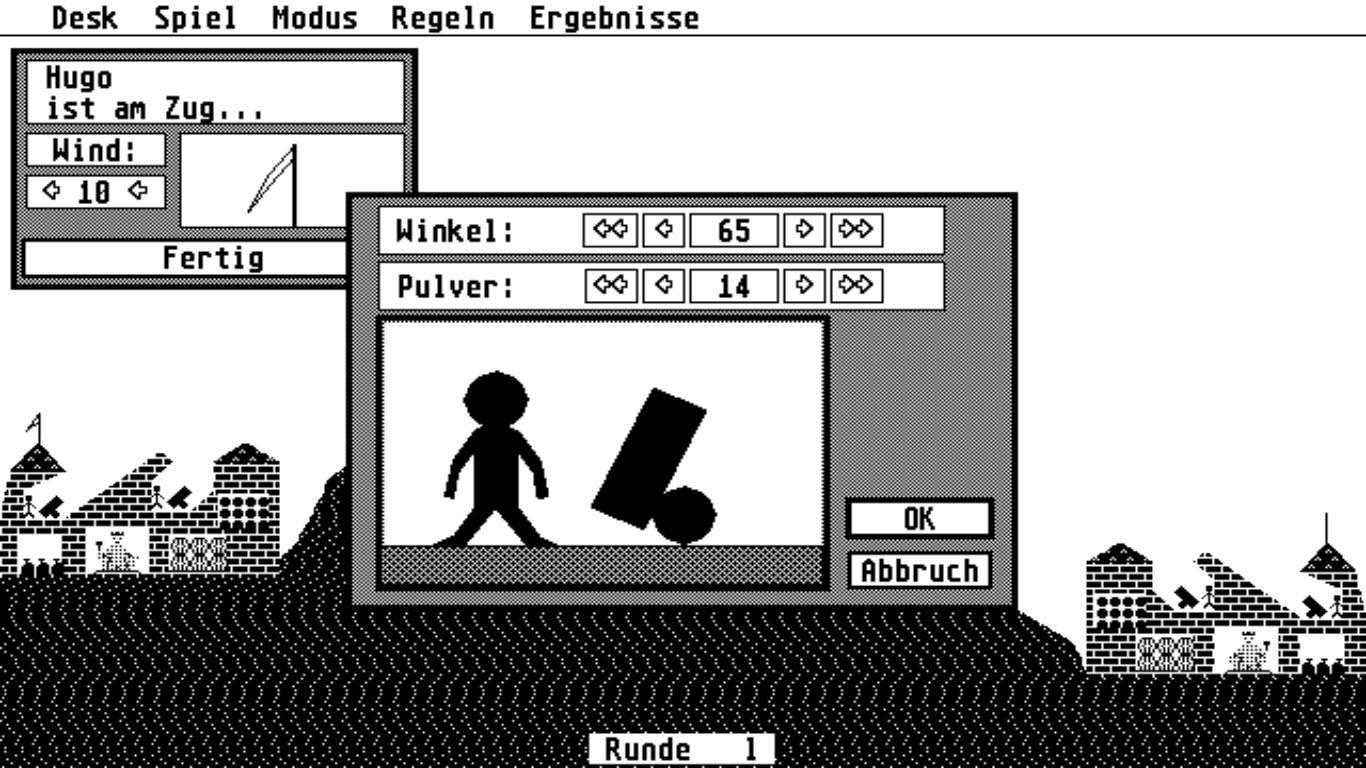 Desk Spiel Modus Regeln Ergebnisse
Hugo
ist am Zug...
Wind:
10
Fertig
Winkel: 65
Pulver: 14
OK
Abbruch
Runde 1